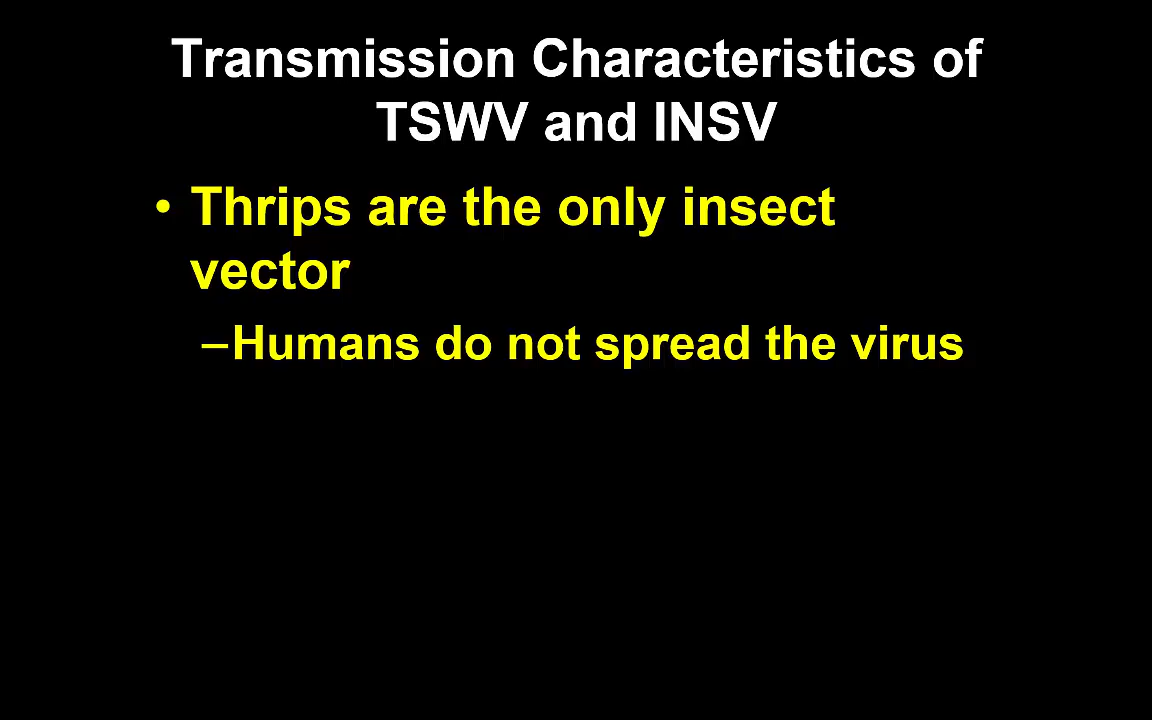 Transmission Characteristics of
TSWV and INSV
• Thrips are the only insect
vector
–Humans do not spread the virus